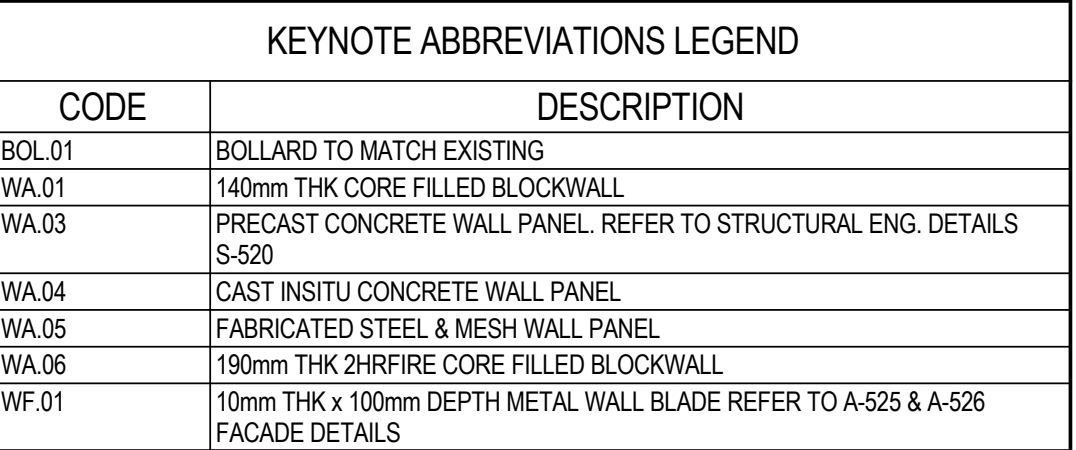 KEYNOTE ABBREVIATIONS LEGEND
CODE DESCRIPTION
BOL.01 BOLLARD TO MATCH EXISTING
WA.01 140mm THK CORE FILLED BLOCKWALL
WA.03 PRECAST CONCRETE WALL PANEL. REFER TO STRUCTURAL ENG. DETAILS
S-520
WA.04 CAST INSITU CONCRETE WALL PANEL
WA.05 FABRICATED STEEL & MESH WALL PANEL
WA.06 190mm THK 2HRFIRE CORE FILLED BLOCKWALL
WF.01 10mm THK x 100mm DEPTH METAL WALL BLADE REFER TO A-525 & A-526
FACADE DETAILS